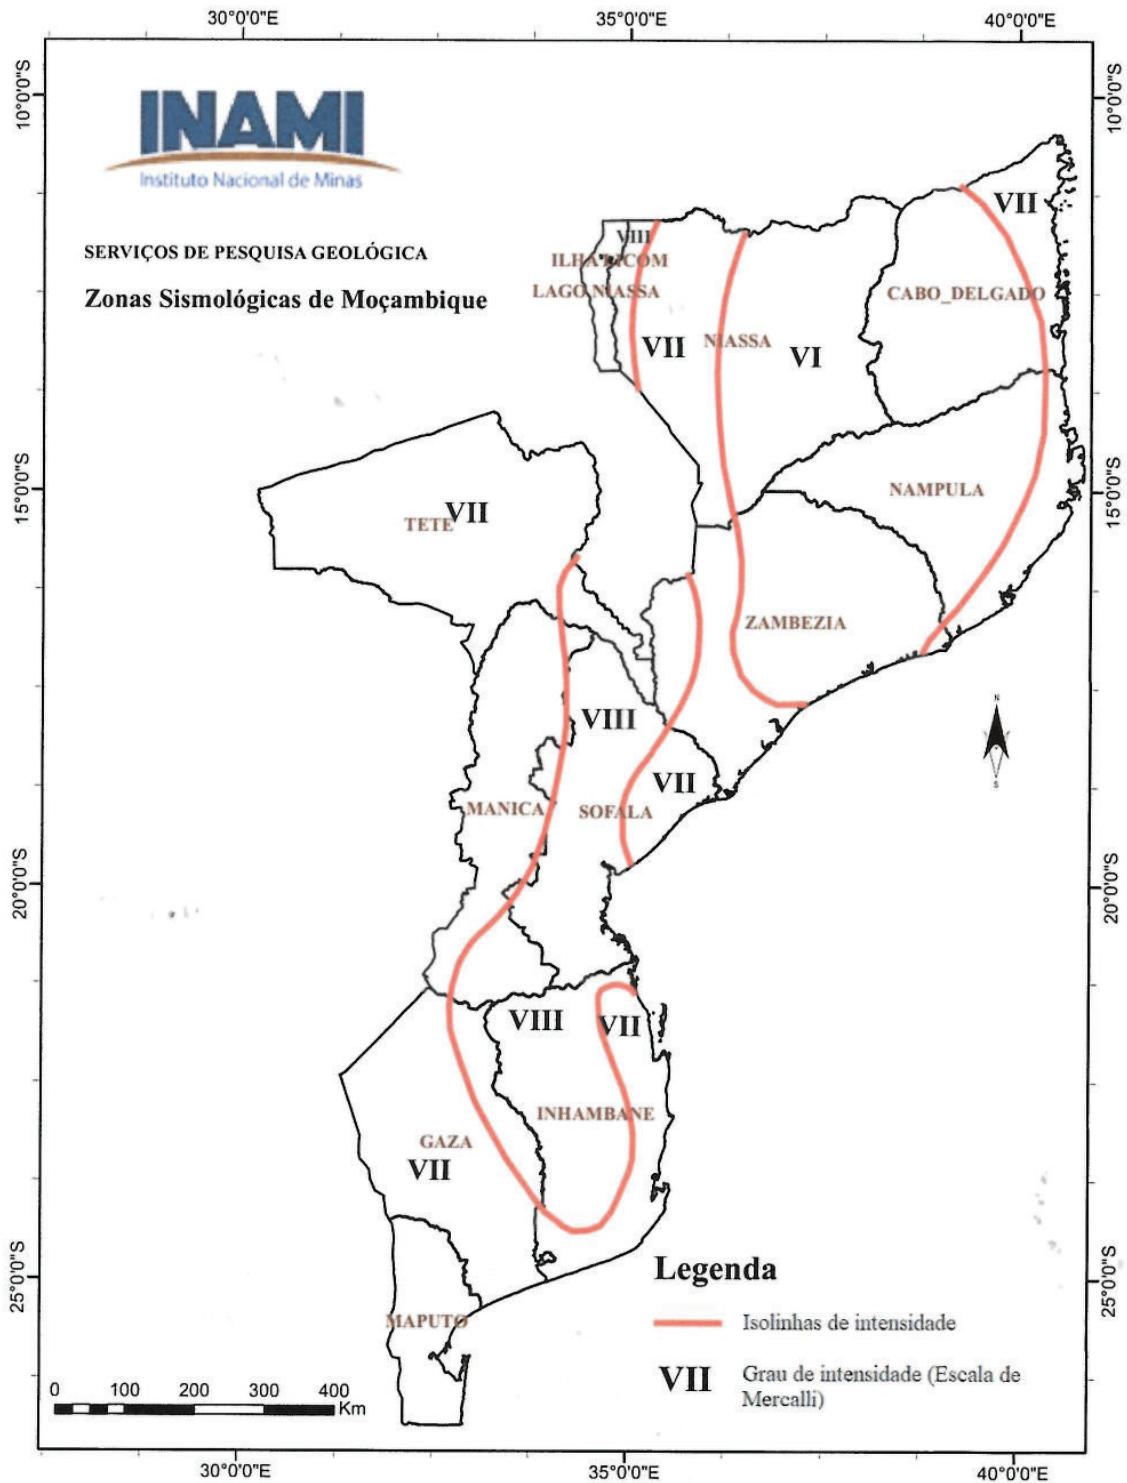 30°0'0"E 35°0'0"E 40°0'0"E
10°0'0"S 10°0'0"S
INAMI
Instituto Nacional de Minas
SERVIÇOS DE PESQUISA GEOLÓGICA
Zonas Sismológicas de Moçambique
VII
VIII
ILHA LICOM
LAGO NIASSA
CABO_DELGADO
VII
NIASSA
VI
15°0'0"S 15°0'0"S
NAMPULA
VII
TETE
ZAMBEZIA
VIII
N
S
VII
MANICA
SOFALA
20°0'0"S 20°0'0"S
VIII
VII
INHAMBANE
GAZA
VII
25°0'0"S 25°0'0"S
MAPUTO
Legenda
Isolinhas de intensidade
VII
Grau de intensidade (Escala de
Mercalli)
0 100 200 300 400
Km
30°0'0"E 35°0'0"E 40°0'0"E